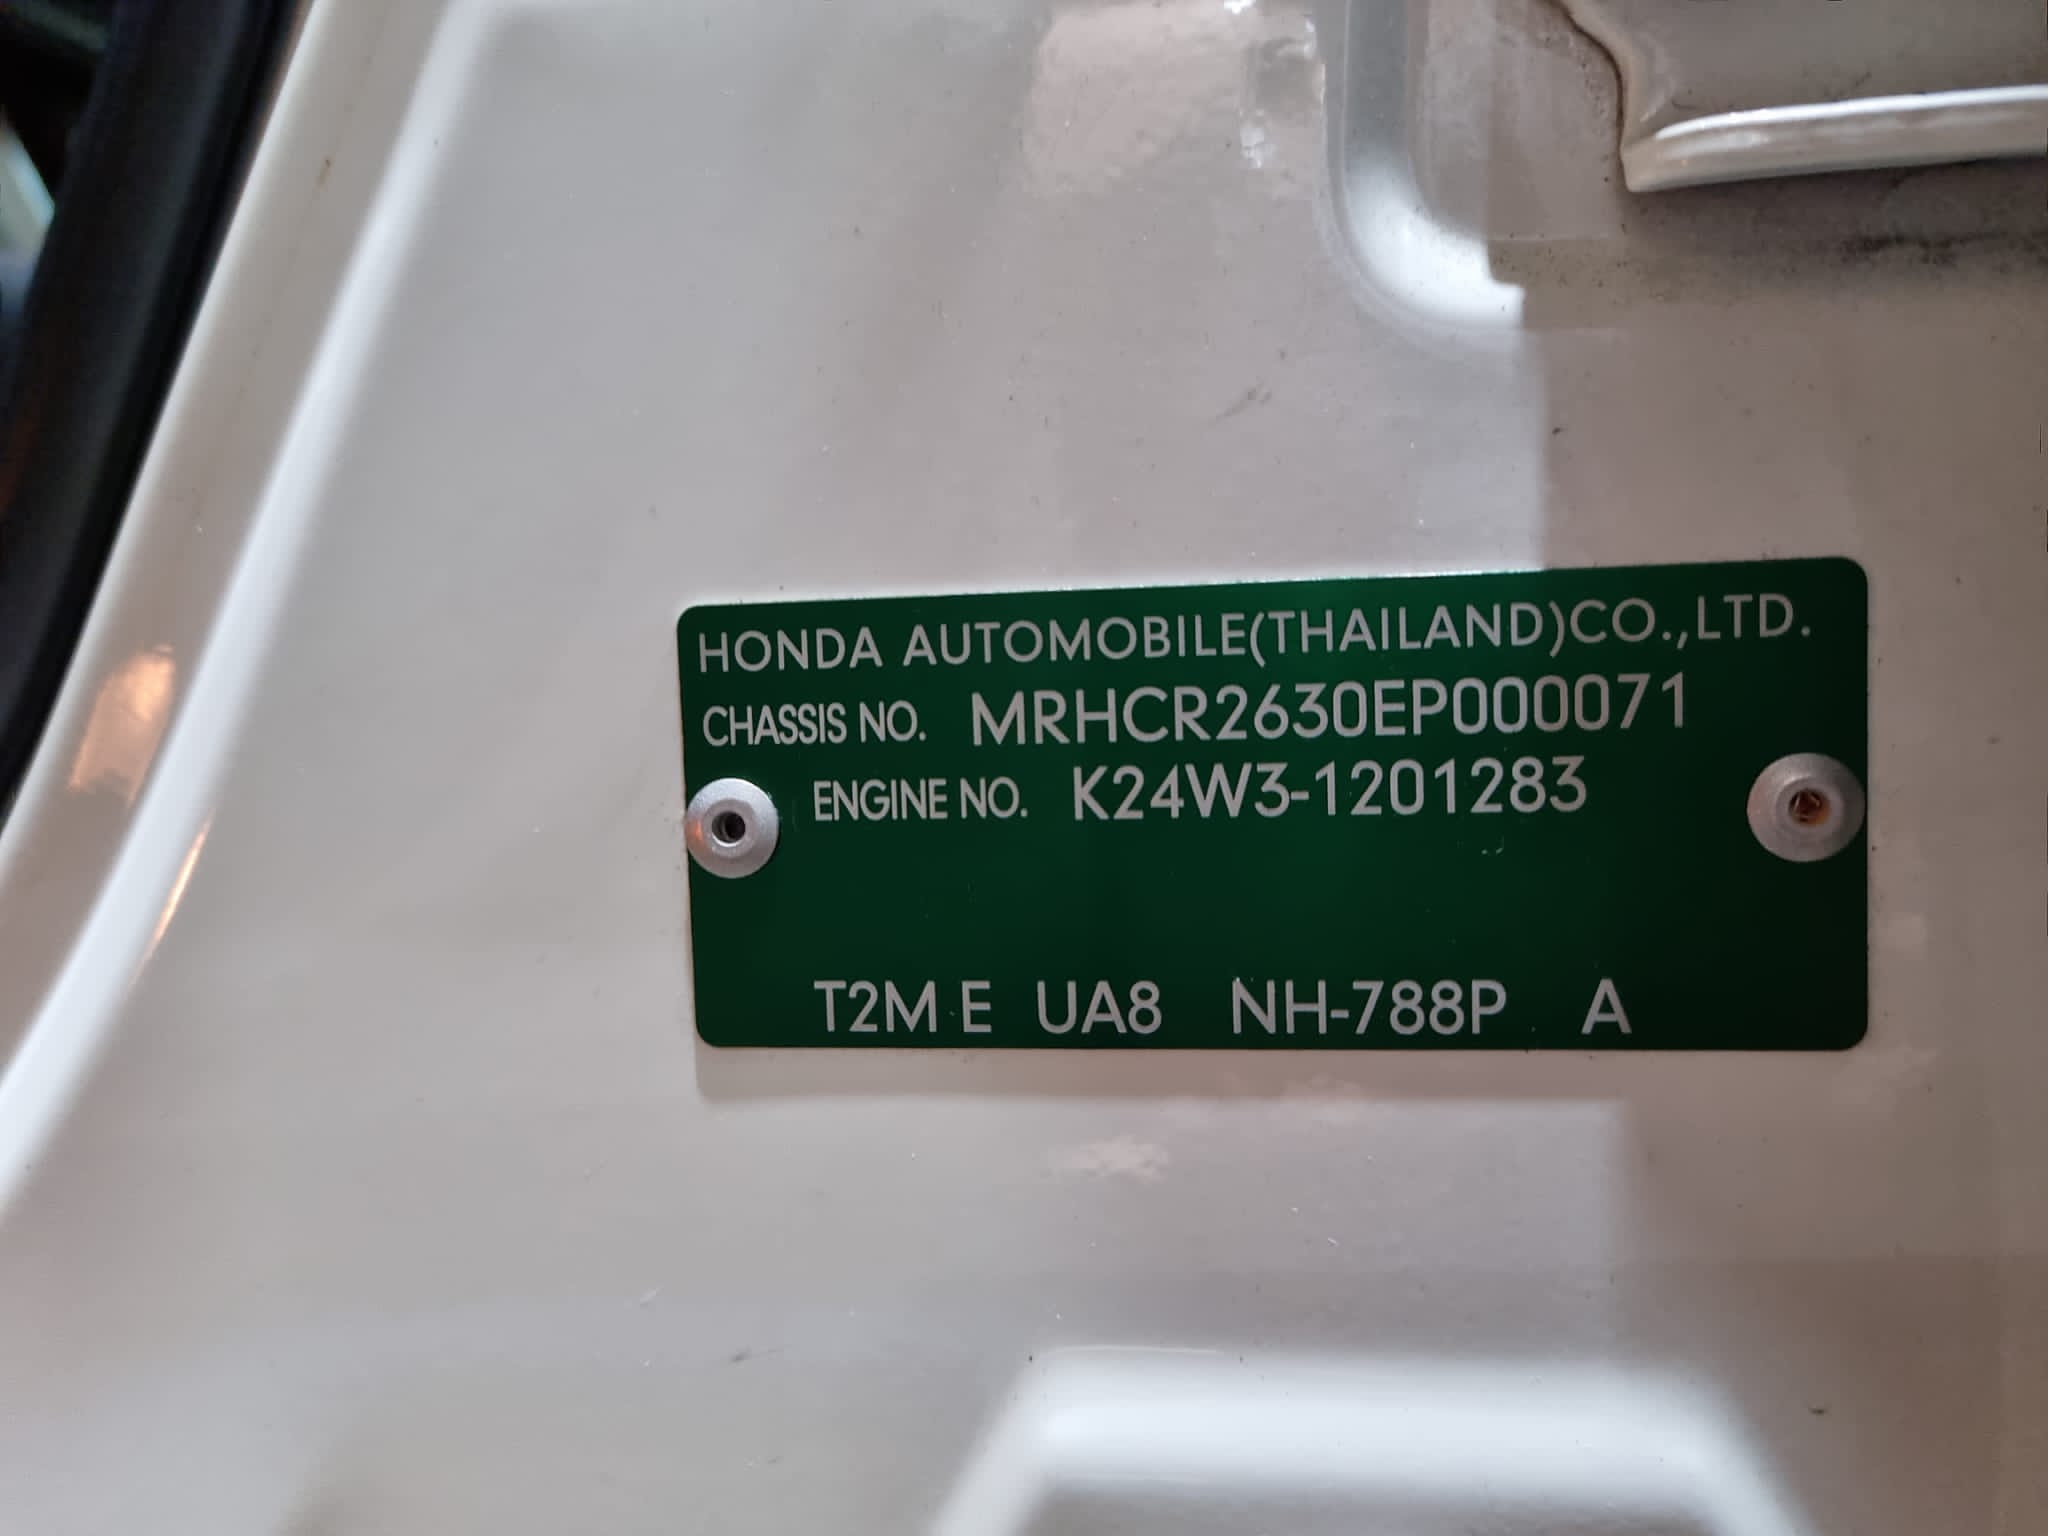 HONDA AUTOMOBILE(THAILAND)CO.,LTD.
CHASSIS NO. MRHCR2630EP000071
ENGINE NO. K24W3-1201283
T2M E UA8 NH-788P A